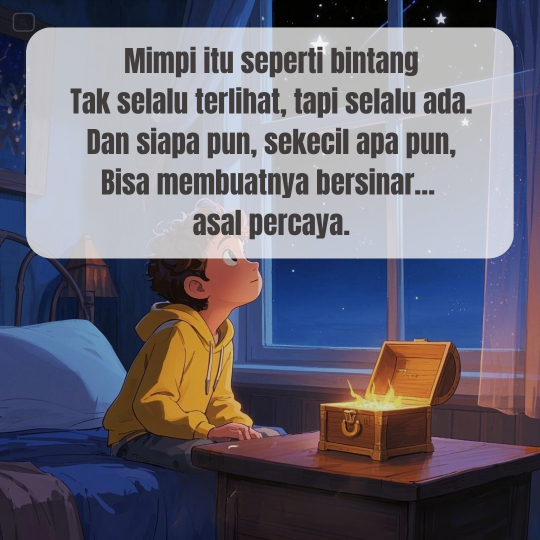 Mimpi itu seperti bintang
Tak selalu terlihat, tapi selalu ada.
Dan siapa pun, sekecil apa pun,
Bisa membuatnya bersinar...
asal percaya.